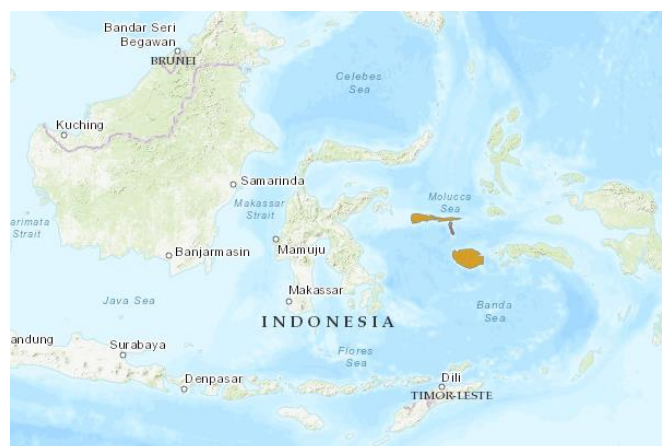 Bandar Seri
Begawan
BRUNEI
Celebes
Sea
Kuching
Samarinda
Molucca
Sea
Makassar
Strait
arimata
Strait
Banjarmasin
Mamuju
Makassar
Java Sea
Banda
Sea
INDONESIA
andung
Surabaya
Flores
Sea
Denpasar
Dili
TIMOR-LESTE